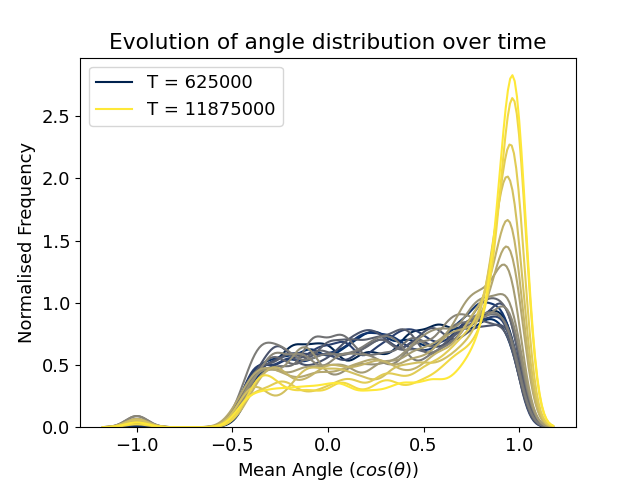 Evolution of angle distribution over time
T = 625000
T = 11875000
Normalised Frequency
2.5
2.0
1.5
1.0
0.5
0.0
−1.0 −0.5 0.0 0.5 1.0
Mean Angle (cos(θ))